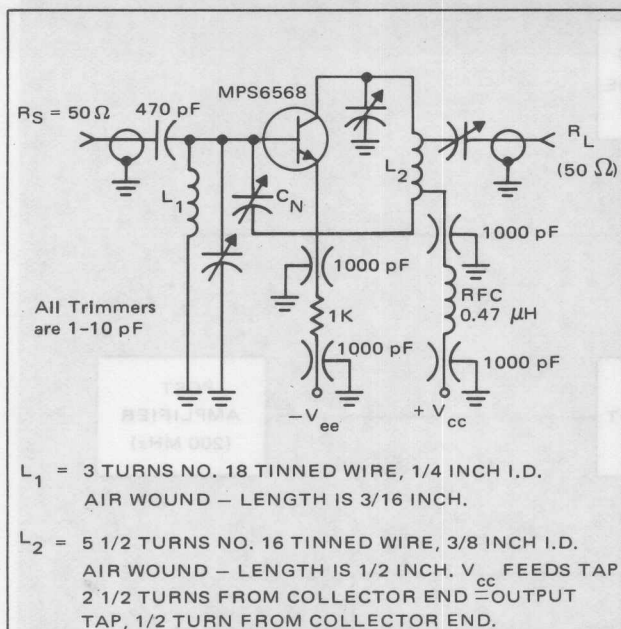 MPS6568
R_S = 50 Ω
470 pF
R_L
(50 Ω)
L_1
L_2
C_N
1000 pF
1000 pF
RFC
0.47 μH
1K
All Trimmers
are 1–10 pF
1000 pF
1000 pF
−V_ee
+ V_cc
POST
AMPLIFIER
(200 MHz)
L_1 = 3 TURNS NO. 18 TINNED WIRE, 1/4 INCH I.D.
AIR WOUND – LENGTH IS 3/16 INCH.
L_2 = 5 1/2 TURNS NO. 16 TINNED WIRE, 3/8 INCH I.D.
AIR WOUND – LENGTH IS 1/2 INCH. V_cc FEEDS TAP
2 1/2 TURNS FROM COLLECTOR END – OUTPUT
TAP, 1/2 TURN FROM COLLECTOR END.